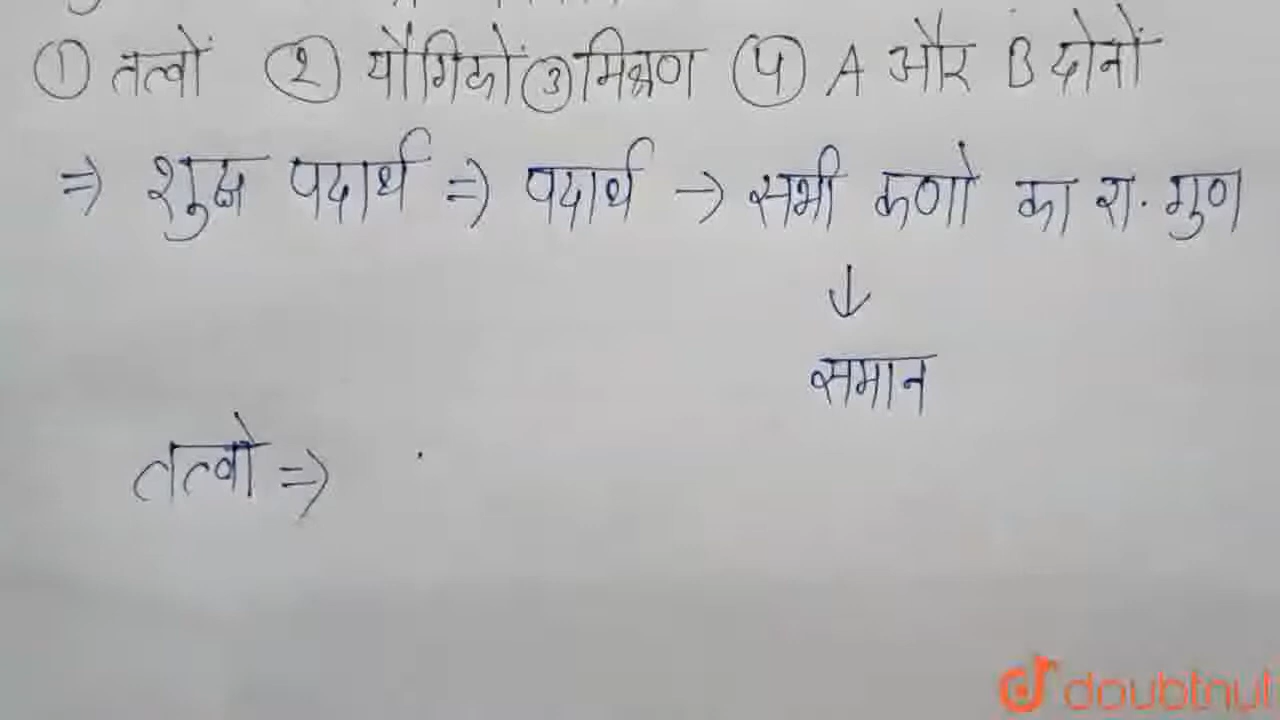 ① तत्वों ② यौगिकों ③ मिश्रण ④ A और B दोनों
⇒ शुद्ध पदार्थ ⇒ पदार्थ → सभी कणो का रा. गुण
↓
समान
तत्वो ⇒
doubtnut